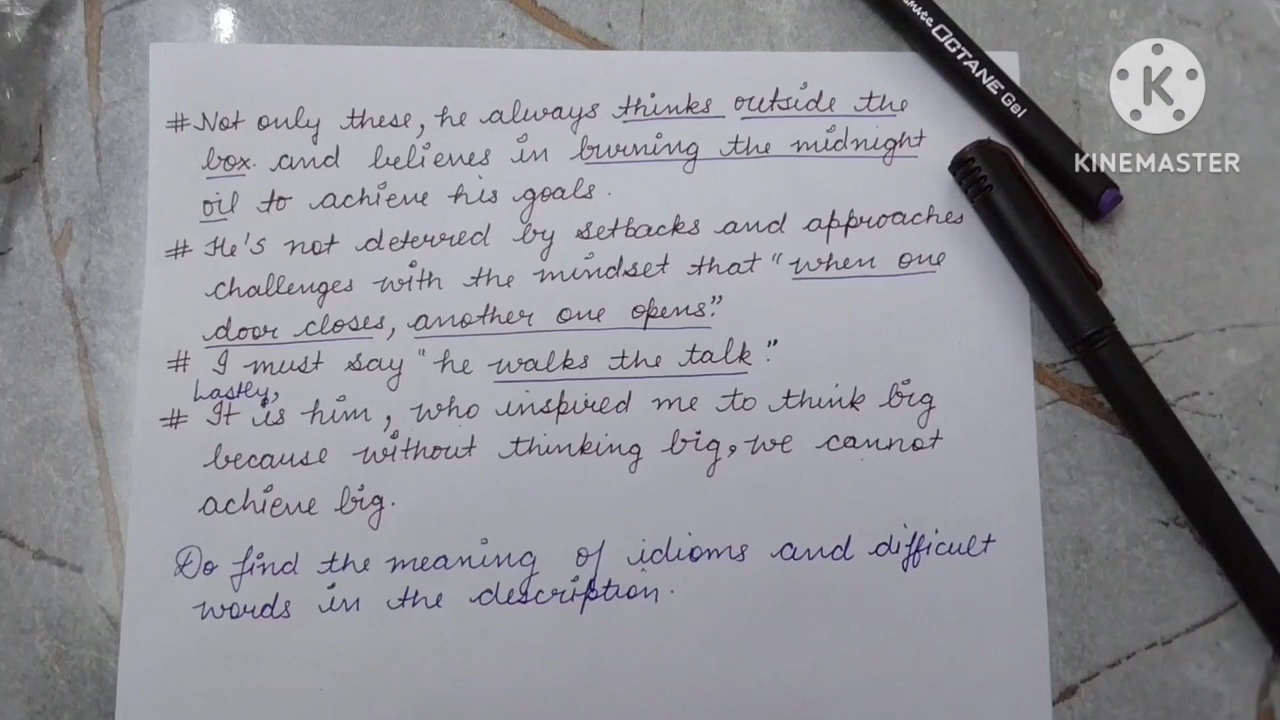 #Not only these, he always thinks outside the
box. and believes in burning the midnight
oil to achieve his goals.
# He's not deterred by setbacks and approaches
challenges with the mindset that "when one
door closes, another one opens."
# I must say "he walks the talk."
Lastly,
# It is him, who inspired me to think big
because without thinking big, we cannot
achieve big.
Do find the meaning of idioms and difficult
words in the description.
OCTANE Gel
KINEMASTER